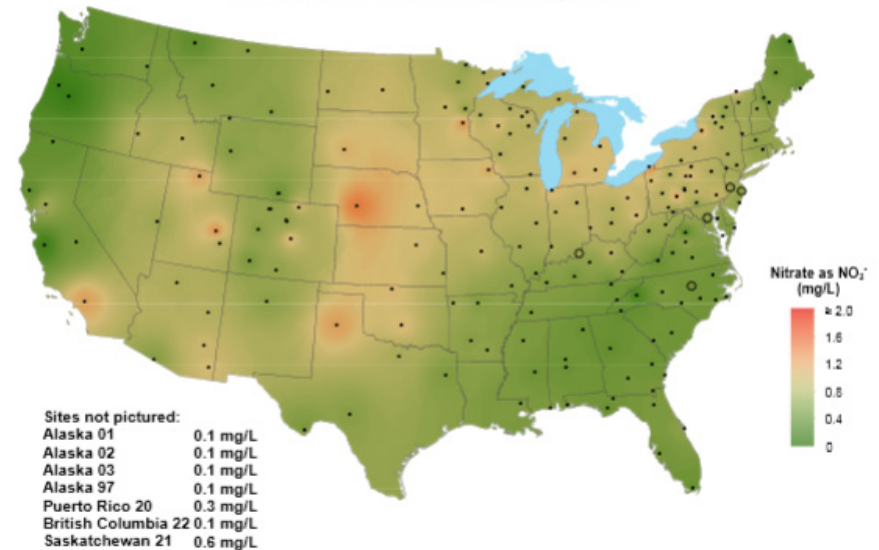 Nitrate as NO₂⁻
(mg/L)
≥ 2.0
1.6
1.2
0.8
0.4
0
Sites not pictured:
Alaska 01 0.1 mg/L
Alaska 02 0.1 mg/L
Alaska 03 0.1 mg/L
Alaska 97 0.1 mg/L
Puerto Rico 20 0.3 mg/L
British Columbia 22 0.1 mg/L
Saskatchewan 21 0.6 mg/L